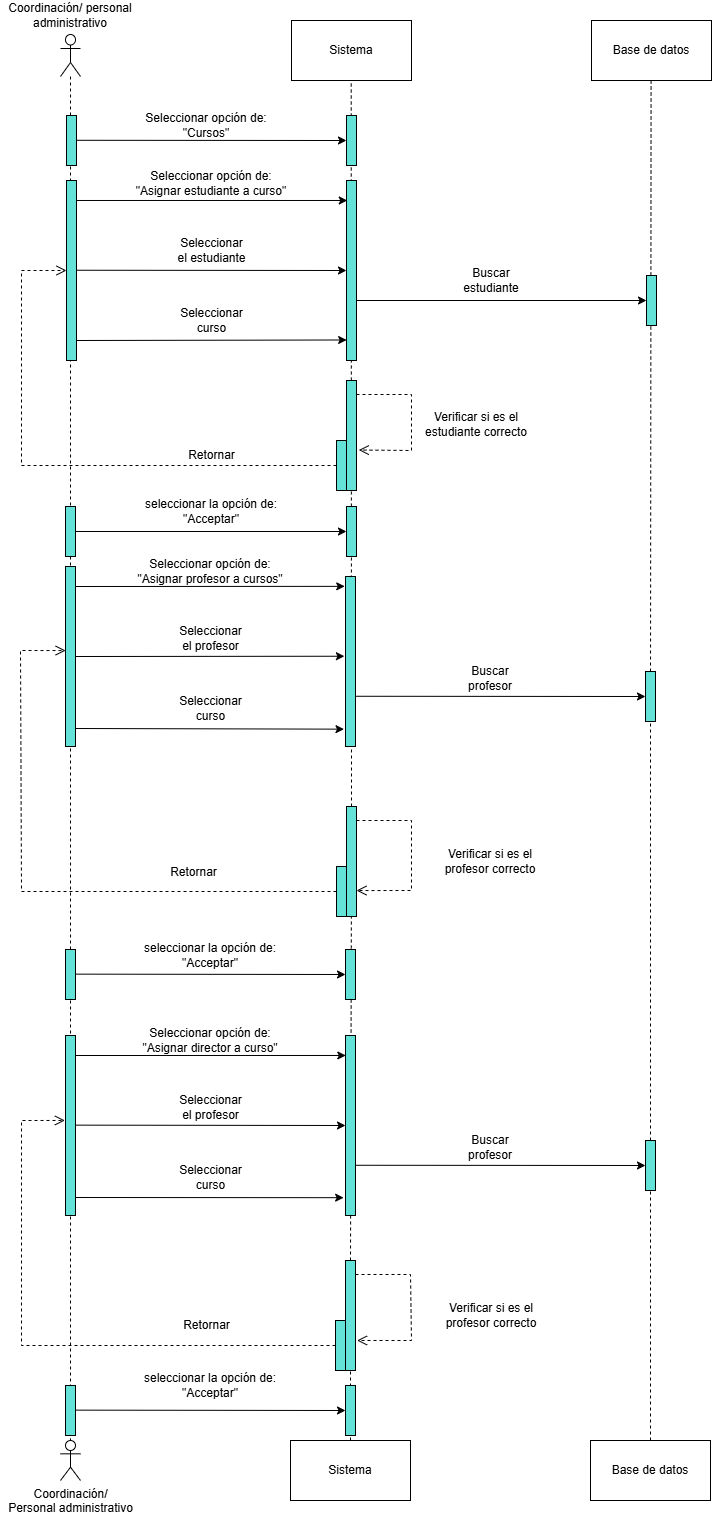 Coordinación/ personal
administrativo
Sistema
Base de datos
Seleccionar opción de:
"Cursos"
Seleccionar opción de:
"Asignar estudiante a curso"
Seleccionar
el estudiante
Buscar
estudiante
Seleccionar
curso
Verificar si es el
estudiante correcto
Retornar
seleccionar la opción de:
"Acceptar"
Seleccionar opción de:
"Asignar profesor a cursos"
Seleccionar
el profesor
Buscar
profesor
Seleccionar
curso
Verificar si es el
profesor correcto
Retornar
seleccionar la opción de:
"Acceptar"
Seleccionar opción de:
"Asignar director a curso"
Seleccionar
el profesor
Buscar
profesor
Seleccionar
curso
Verificar si es el
profesor correcto
Retornar
seleccionar la opción de:
"Acceptar"
Sistema
Base de datos
Coordinación/
Personal administrativo